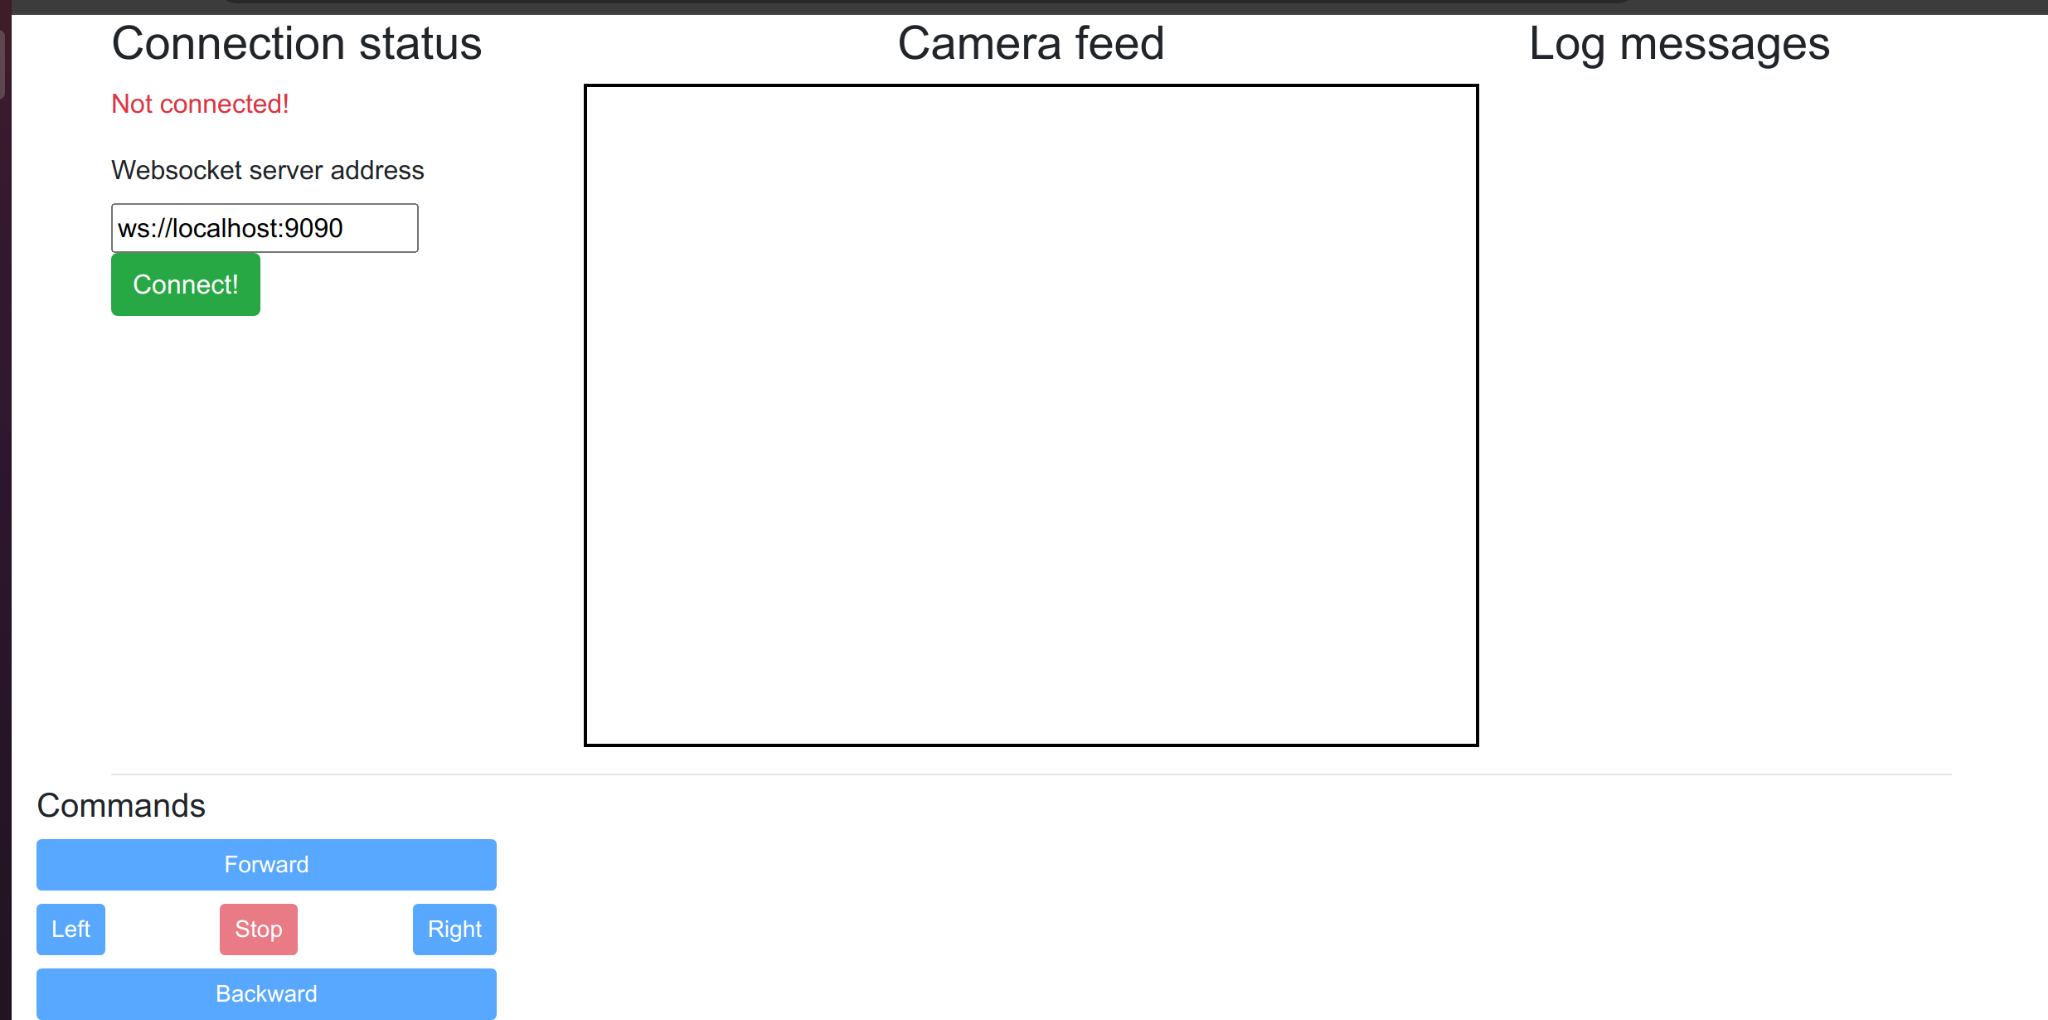 Connection status
Not connected!
Websocket server address
ws://localhost:9090
Connect!
Camera feed
Log messages
Commands
Forward
Left Stop Right
Backward